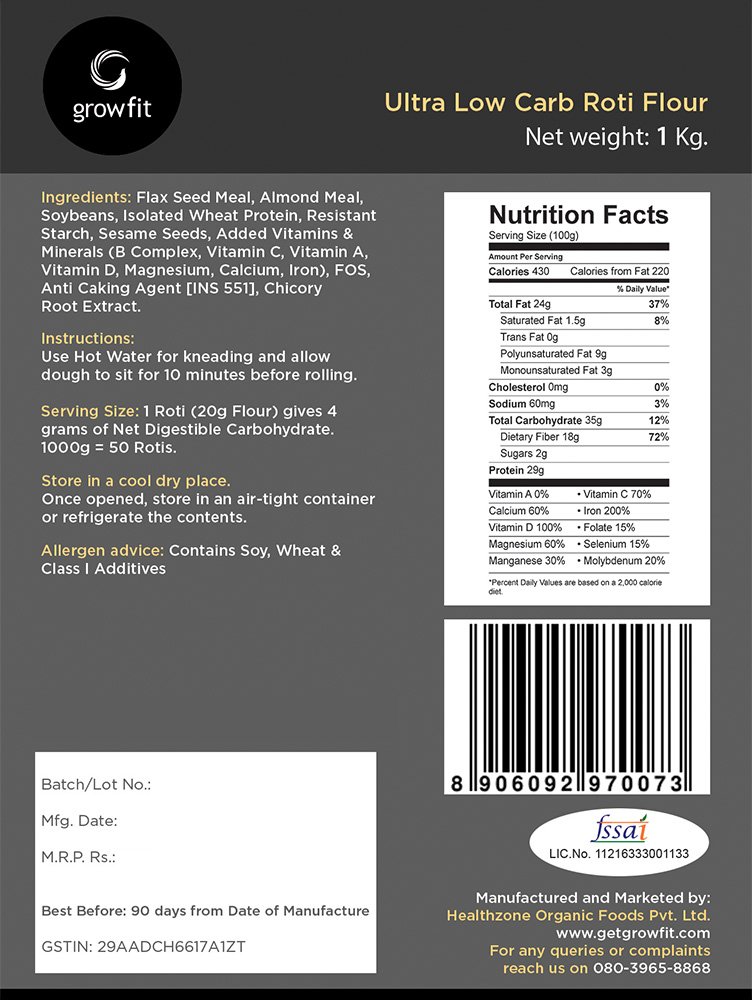 growfit
Ultra Low Carb Roti Flour
Net weight: 1 Kg.
Ingredients: Flax Seed Meal, Almond Meal,
Soybeans, Isolated Wheat Protein, Resistant
Starch, Sesame Seeds, Added Vitamins &
Minerals (B Complex, Vitamin C, Vitamin A,
Vitamin D, Magnesium, Calcium, Iron), FOS,
Anti Caking Agent [INS 551], Chicory
Root Extract.
Instructions:
Use Hot Water for kneading and allow
dough to sit for 10 minutes before rolling.
Serving Size: 1 Roti (20g Flour) gives 4
grams of Net Digestible Carbohydrate.
1000g = 50 Rotis.
Store in a cool dry place.
Once opened, store in an air-tight container
or refrigerate the contents.
Allergen advice: Contains Soy, Wheat &
Class I Additives
Nutrition Facts
Serving Size (100g)
Amount Per Serving
Calories 430 Calories from Fat 220
% Daily Value*
Total Fat 24g 37%
Saturated Fat 1.5g 8%
Trans Fat 0g
Polyunsaturated Fat 9g
Monounsaturated Fat 3g
Cholesterol 0mg 0%
Sodium 60mg 3%
Total Carbohydrate 35g 12%
Dietary Fiber 18g 72%
Sugars 2g
Protein 29g
Vitamin A 0% • Vitamin C 70%
Calcium 60% • Iron 200%
Vitamin D 100% • Folate 15%
Magnesium 60% • Selenium 15%
Manganese 30% • Molybdenum 20%
*Percent Daily Values are based on a 2,000 calorie
diet.
8 906092 970073
Batch/Lot No.:
Mfg. Date:
M.R.P. Rs.:
Best Before: 90 days from Date of Manufacture
GSTIN: 29AADCH6617A1ZT
fssai
LIC.No. 11216333001133
Manufactured and Marketed by:
Healthzone Organic Foods Pvt. Ltd.
www.getgrowfit.com
For any queries or complaints
reach us on 080-3965-8868